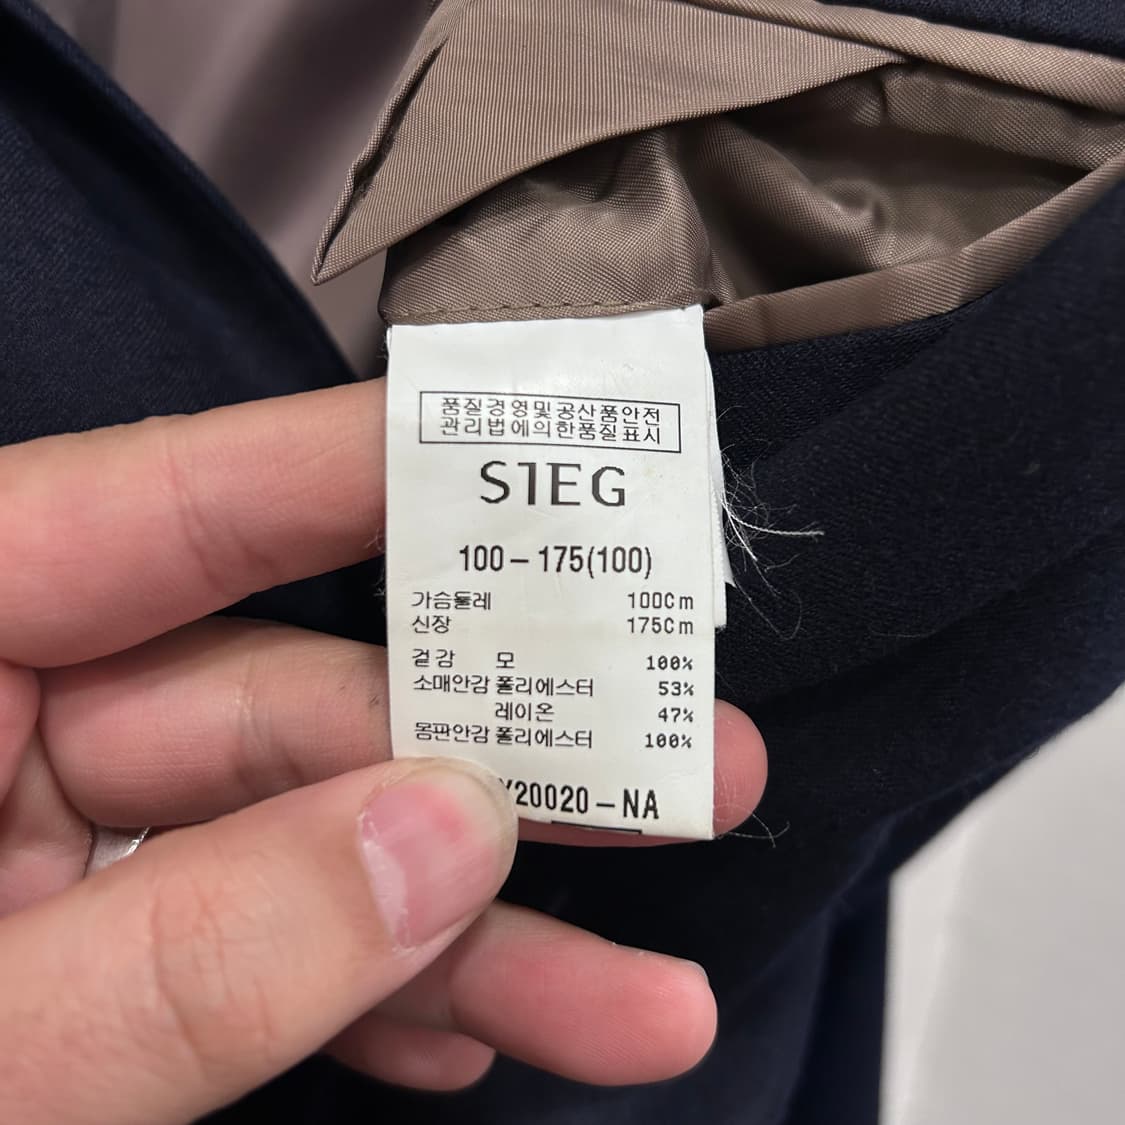 품질경영및공산품안전
관리법에의한품질표시
SIEG
100-175(100)
가슴둘레 100Cm
신장 175Cm
겉감 모 100%
소매안감 폴리에스터 53%
레이온 47%
몸판안감 폴리에스터 100%
Y20020-NA